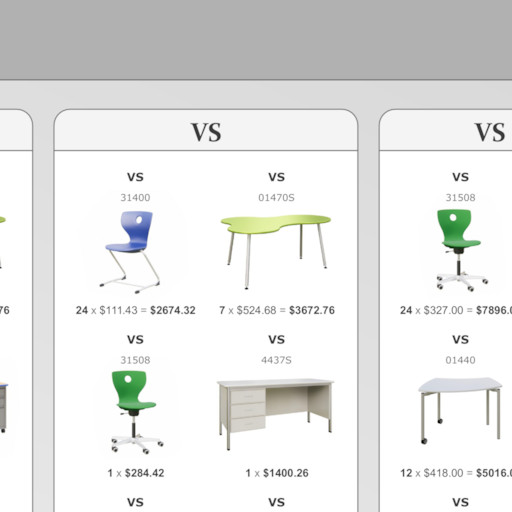 VS
VS
VS
31400
VS
01470S
VS
31508
76
24 x $111.43 = $2674.32
7 x $524.68 = $3672.76
24 x $327.00 = $7896.0
VS
31508
VS
4437S
VS
01440
1 x $284.42
1 x $1400.26
12 x $418.00 = $5016.0
VS
VS
VS